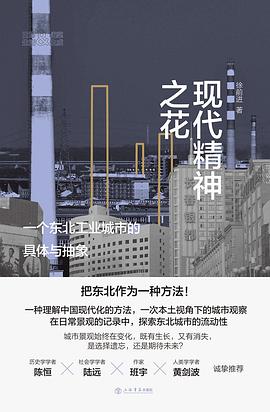 现代精神
之花
徐前进 著
一个东北工业城市的
具体与抽象
把东北作为一种方法！
一种理解中国现代化的方法，一次本土视角下的城市观察
在日常景观的记录中，探索东北城市的流动性
城市景观始终在变化，既有生长，又有消失，
是选择遗忘，还是期待未来？
历史学学者 社会学学者 作家 人类学学者
陈恒 × 陆远 × 班宇 × 黄剑波 诚挚推荐
上海书店出版社